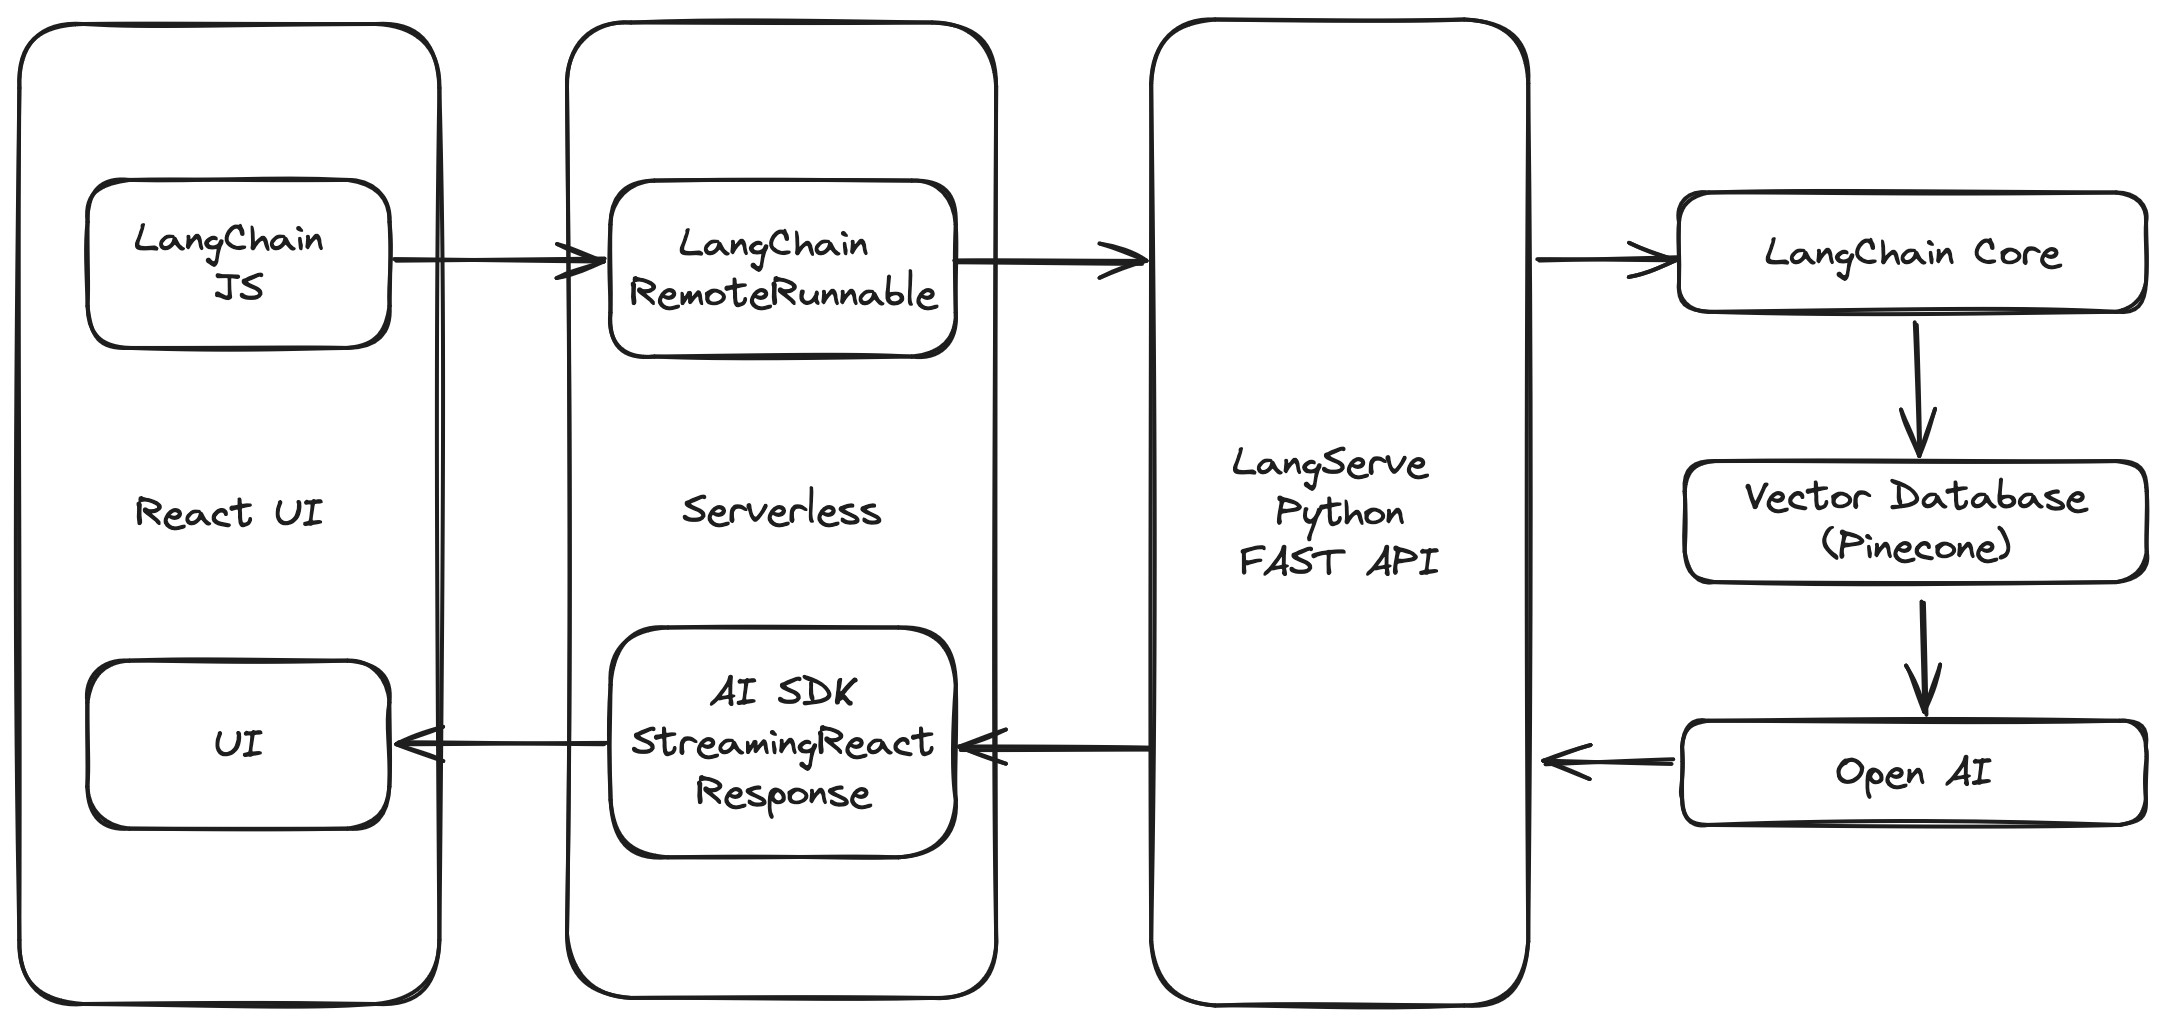 LangChain
JS
React UI
UI
LangChain
RemoteRunnable
Serverless
AI SDK
StreamingReact
Response
LangServe
Python
FAST API
LangChain Core
Vector Database
(Pinecone)
Open AI